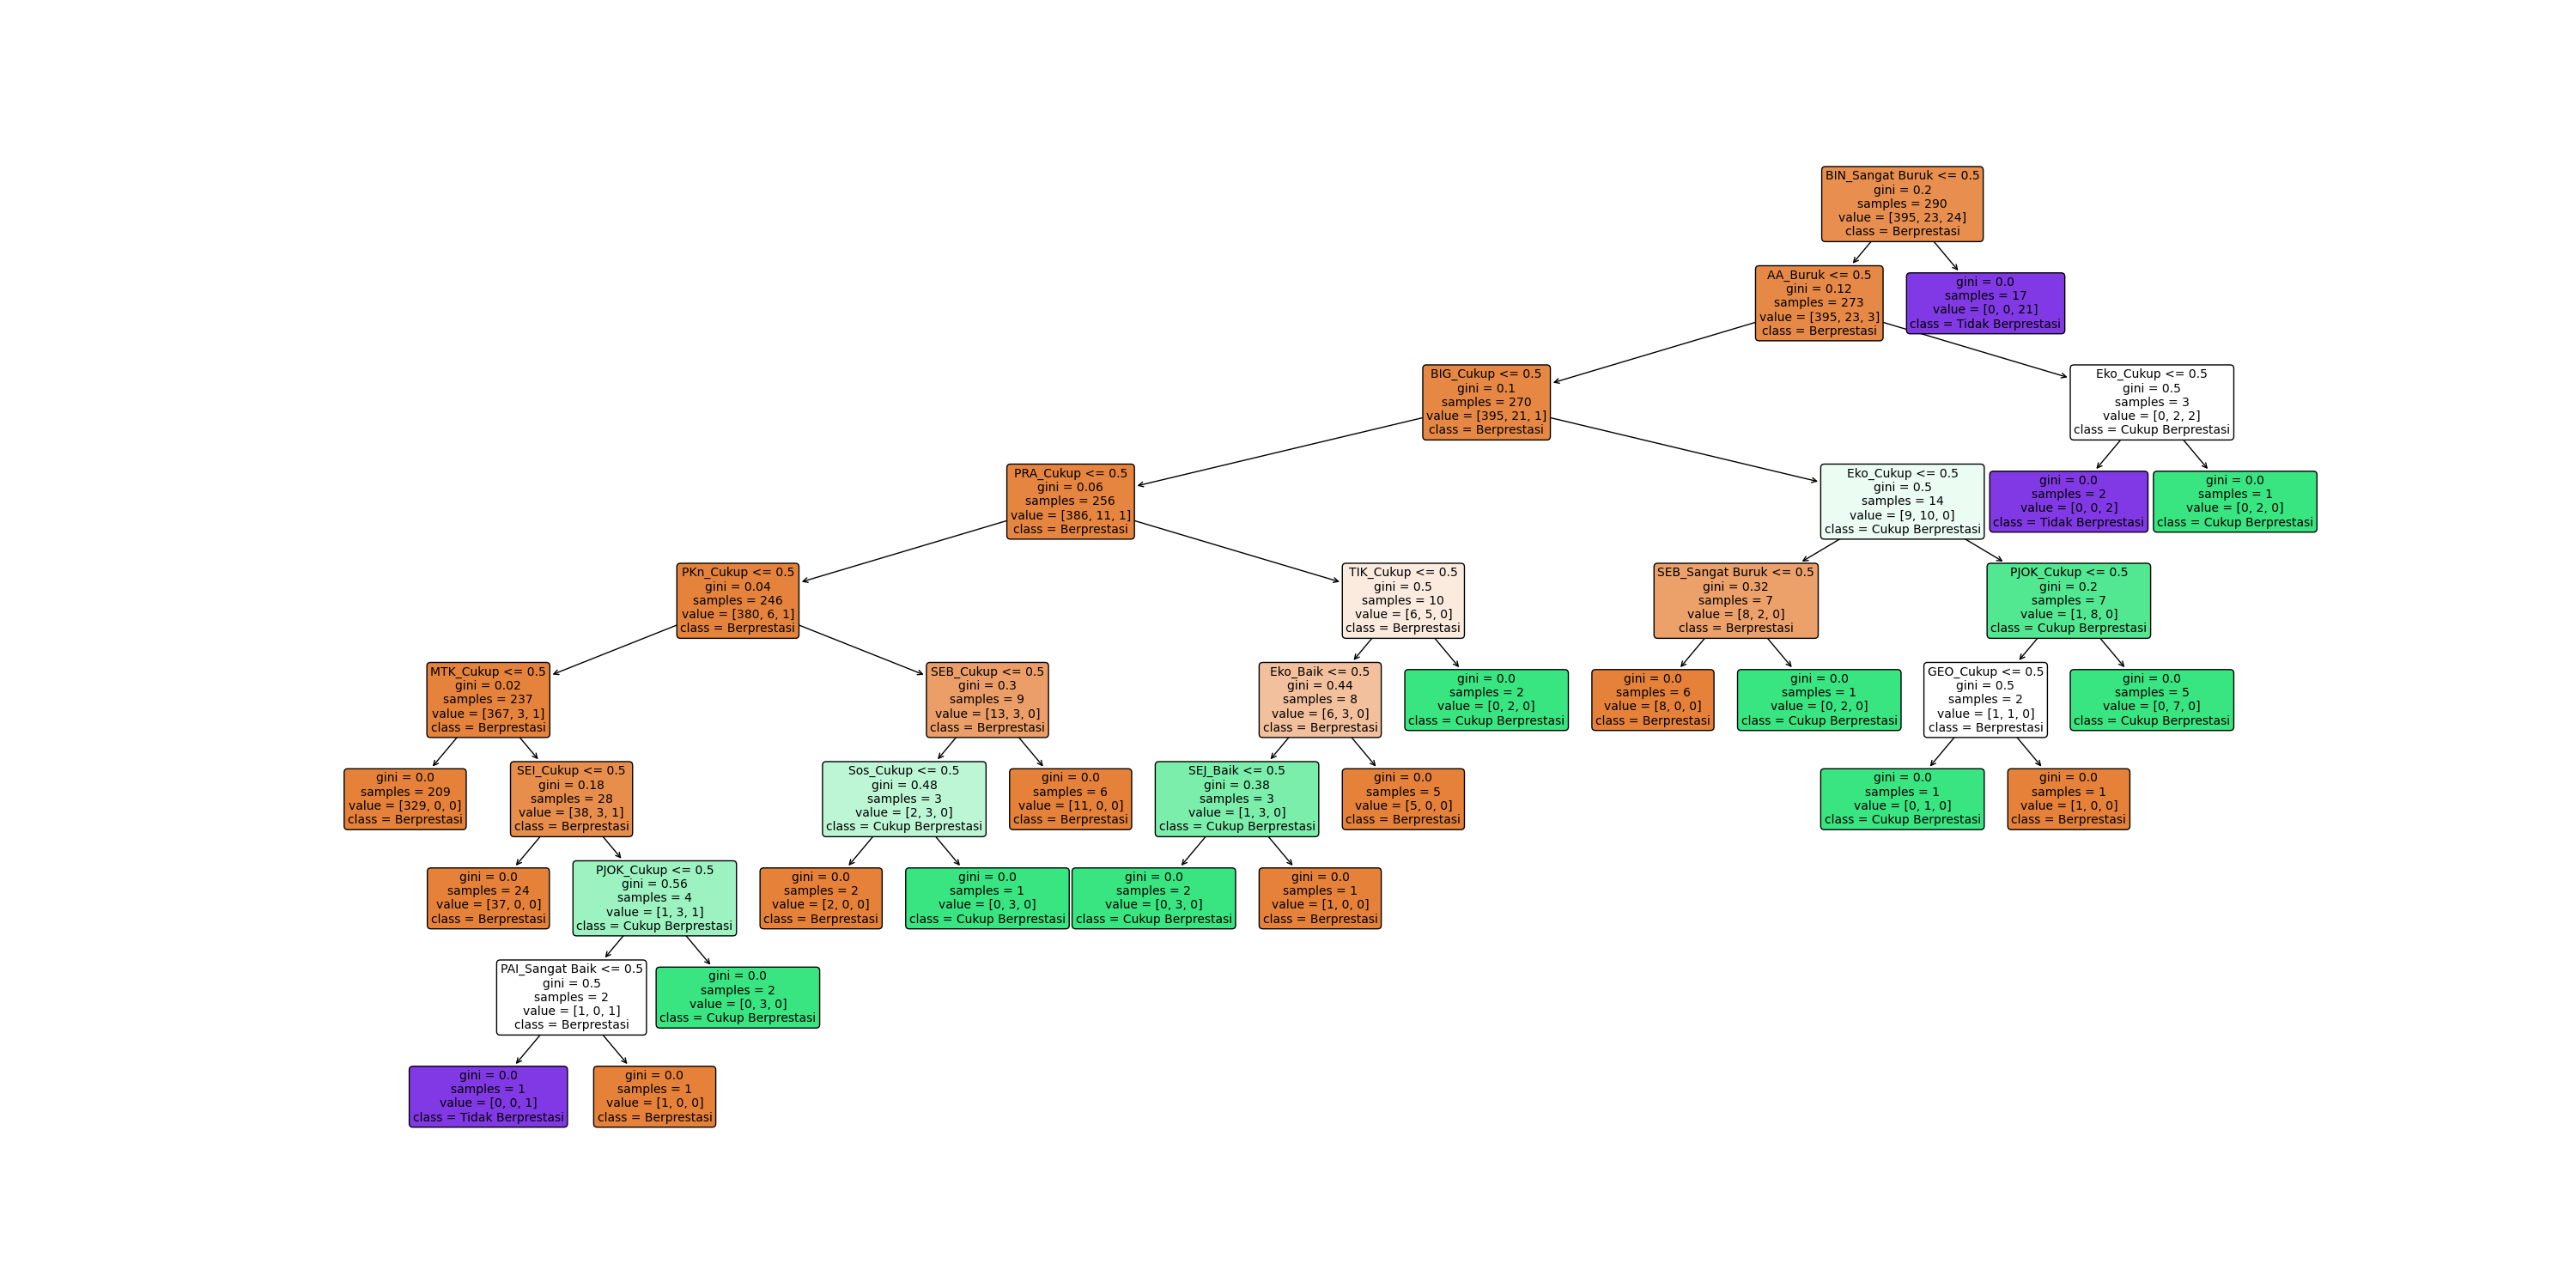 BIN_Sangat Buruk <= 0.5
gini = 0.2
samples = 290
value = [395, 23, 24]
class = Berprestasi
AA_Buruk <= 0.5
gini = 0.12
samples = 273
value = [395, 23, 3]
class = Berprestasi
gini = 0.0
samples = 17
value = [0, 0, 21]
class = Tidak Berprestasi
BIG_Cukup <= 0.5
gini = 0.1
samples = 270
value = [395, 21, 1]
class = Berprestasi
Eko_Cukup <= 0.5
gini = 0.5
samples = 3
value = [0, 2, 2]
class = Cukup Berprestasi
PRA_Cukup <= 0.5
gini = 0.06
samples = 256
value = [386, 11, 1]
class = Berprestasi
Eko_Cukup <= 0.5
gini = 0.5
samples = 14
value = [9, 10, 0]
class = Cukup Berprestasi
gini = 0.0
samples = 2
value = [0, 0, 2]
class = Tidak Berprestasi
gini = 0.0
samples = 1
value = [0, 2, 0]
class = Cukup Berprestasi
PKn_Cukup <= 0.5
gini = 0.04
samples = 246
value = [380, 6, 1]
class = Berprestasi
TIK_Cukup <= 0.5
gini = 0.5
samples = 10
value = [6, 5, 0]
class = Berprestasi
SEB_Sangat Buruk <= 0.5
gini = 0.32
samples = 7
value = [8, 2, 0]
class = Berprestasi
PJOK_Cukup <= 0.5
gini = 0.2
samples = 7
value = [1, 8, 0]
class = Cukup Berprestasi
MTK_Cukup <= 0.5
gini = 0.02
samples = 237
value = [367, 3, 1]
class = Berprestasi
SEB_Cukup <= 0.5
gini = 0.3
samples = 9
value = [13, 3, 0]
class = Berprestasi
Eko_Baik <= 0.5
gini = 0.44
samples = 8
value = [6, 3, 0]
class = Berprestasi
gini = 0.0
samples = 2
value = [0, 2, 0]
class = Cukup Berprestasi
gini = 0.0
samples = 6
value = [8, 0, 0]
class = Berprestasi
gini = 0.0
samples = 1
value = [0, 2, 0]
class = Cukup Berprestasi
GEO_Cukup <= 0.5
gini = 0.5
samples = 2
value = [1, 1, 0]
class = Berprestasi
gini = 0.0
samples = 5
value = [0, 7, 0]
class = Cukup Berprestasi
gini = 0.0
samples = 209
value = [329, 0, 0]
class = Berprestasi
SEI_Cukup <= 0.5
gini = 0.18
samples = 28
value = [38, 3, 1]
class = Berprestasi
Sos_Cukup <= 0.5
gini = 0.48
samples = 3
value = [2, 3, 0]
class = Cukup Berprestasi
gini = 0.0
samples = 6
value = [11, 0, 0]
class = Berprestasi
SEJ_Baik <= 0.5
gini = 0.38
samples = 3
value = [1, 3, 0]
class = Cukup Berprestasi
gini = 0.0
samples = 5
value = [5, 0, 0]
class = Berprestasi
gini = 0.0
samples = 1
value = [0, 1, 0]
class = Cukup Berprestasi
gini = 0.0
samples = 1
value = [1, 0, 0]
class = Berprestasi
gini = 0.0
samples = 24
value = [37, 0, 0]
class = Berprestasi
PJOK_Cukup <= 0.5
gini = 0.56
samples = 4
value = [1, 3, 1]
class = Cukup Berprestasi
gini = 0.0
samples = 2
value = [2, 0, 0]
class = Berprestasi
gini = 0.0
samples = 1
value = [0, 3, 0]
class = Cukup Berprestasi
gini = 0.0
samples = 2
value = [0, 3, 0]
class = Cukup Berprestasi
gini = 0.0
samples = 1
value = [1, 0, 0]
class = Berprestasi
PAI_Sangat Baik <= 0.5
gini = 0.5
samples = 2
value = [1, 0, 1]
class = Berprestasi
gini = 0.0
samples = 2
value = [0, 3, 0]
class = Cukup Berprestasi
gini = 0.0
samples = 1
value = [0, 0, 1]
class = Tidak Berprestasi
gini = 0.0
samples = 1
value = [1, 0, 0]
class = Berprestasi